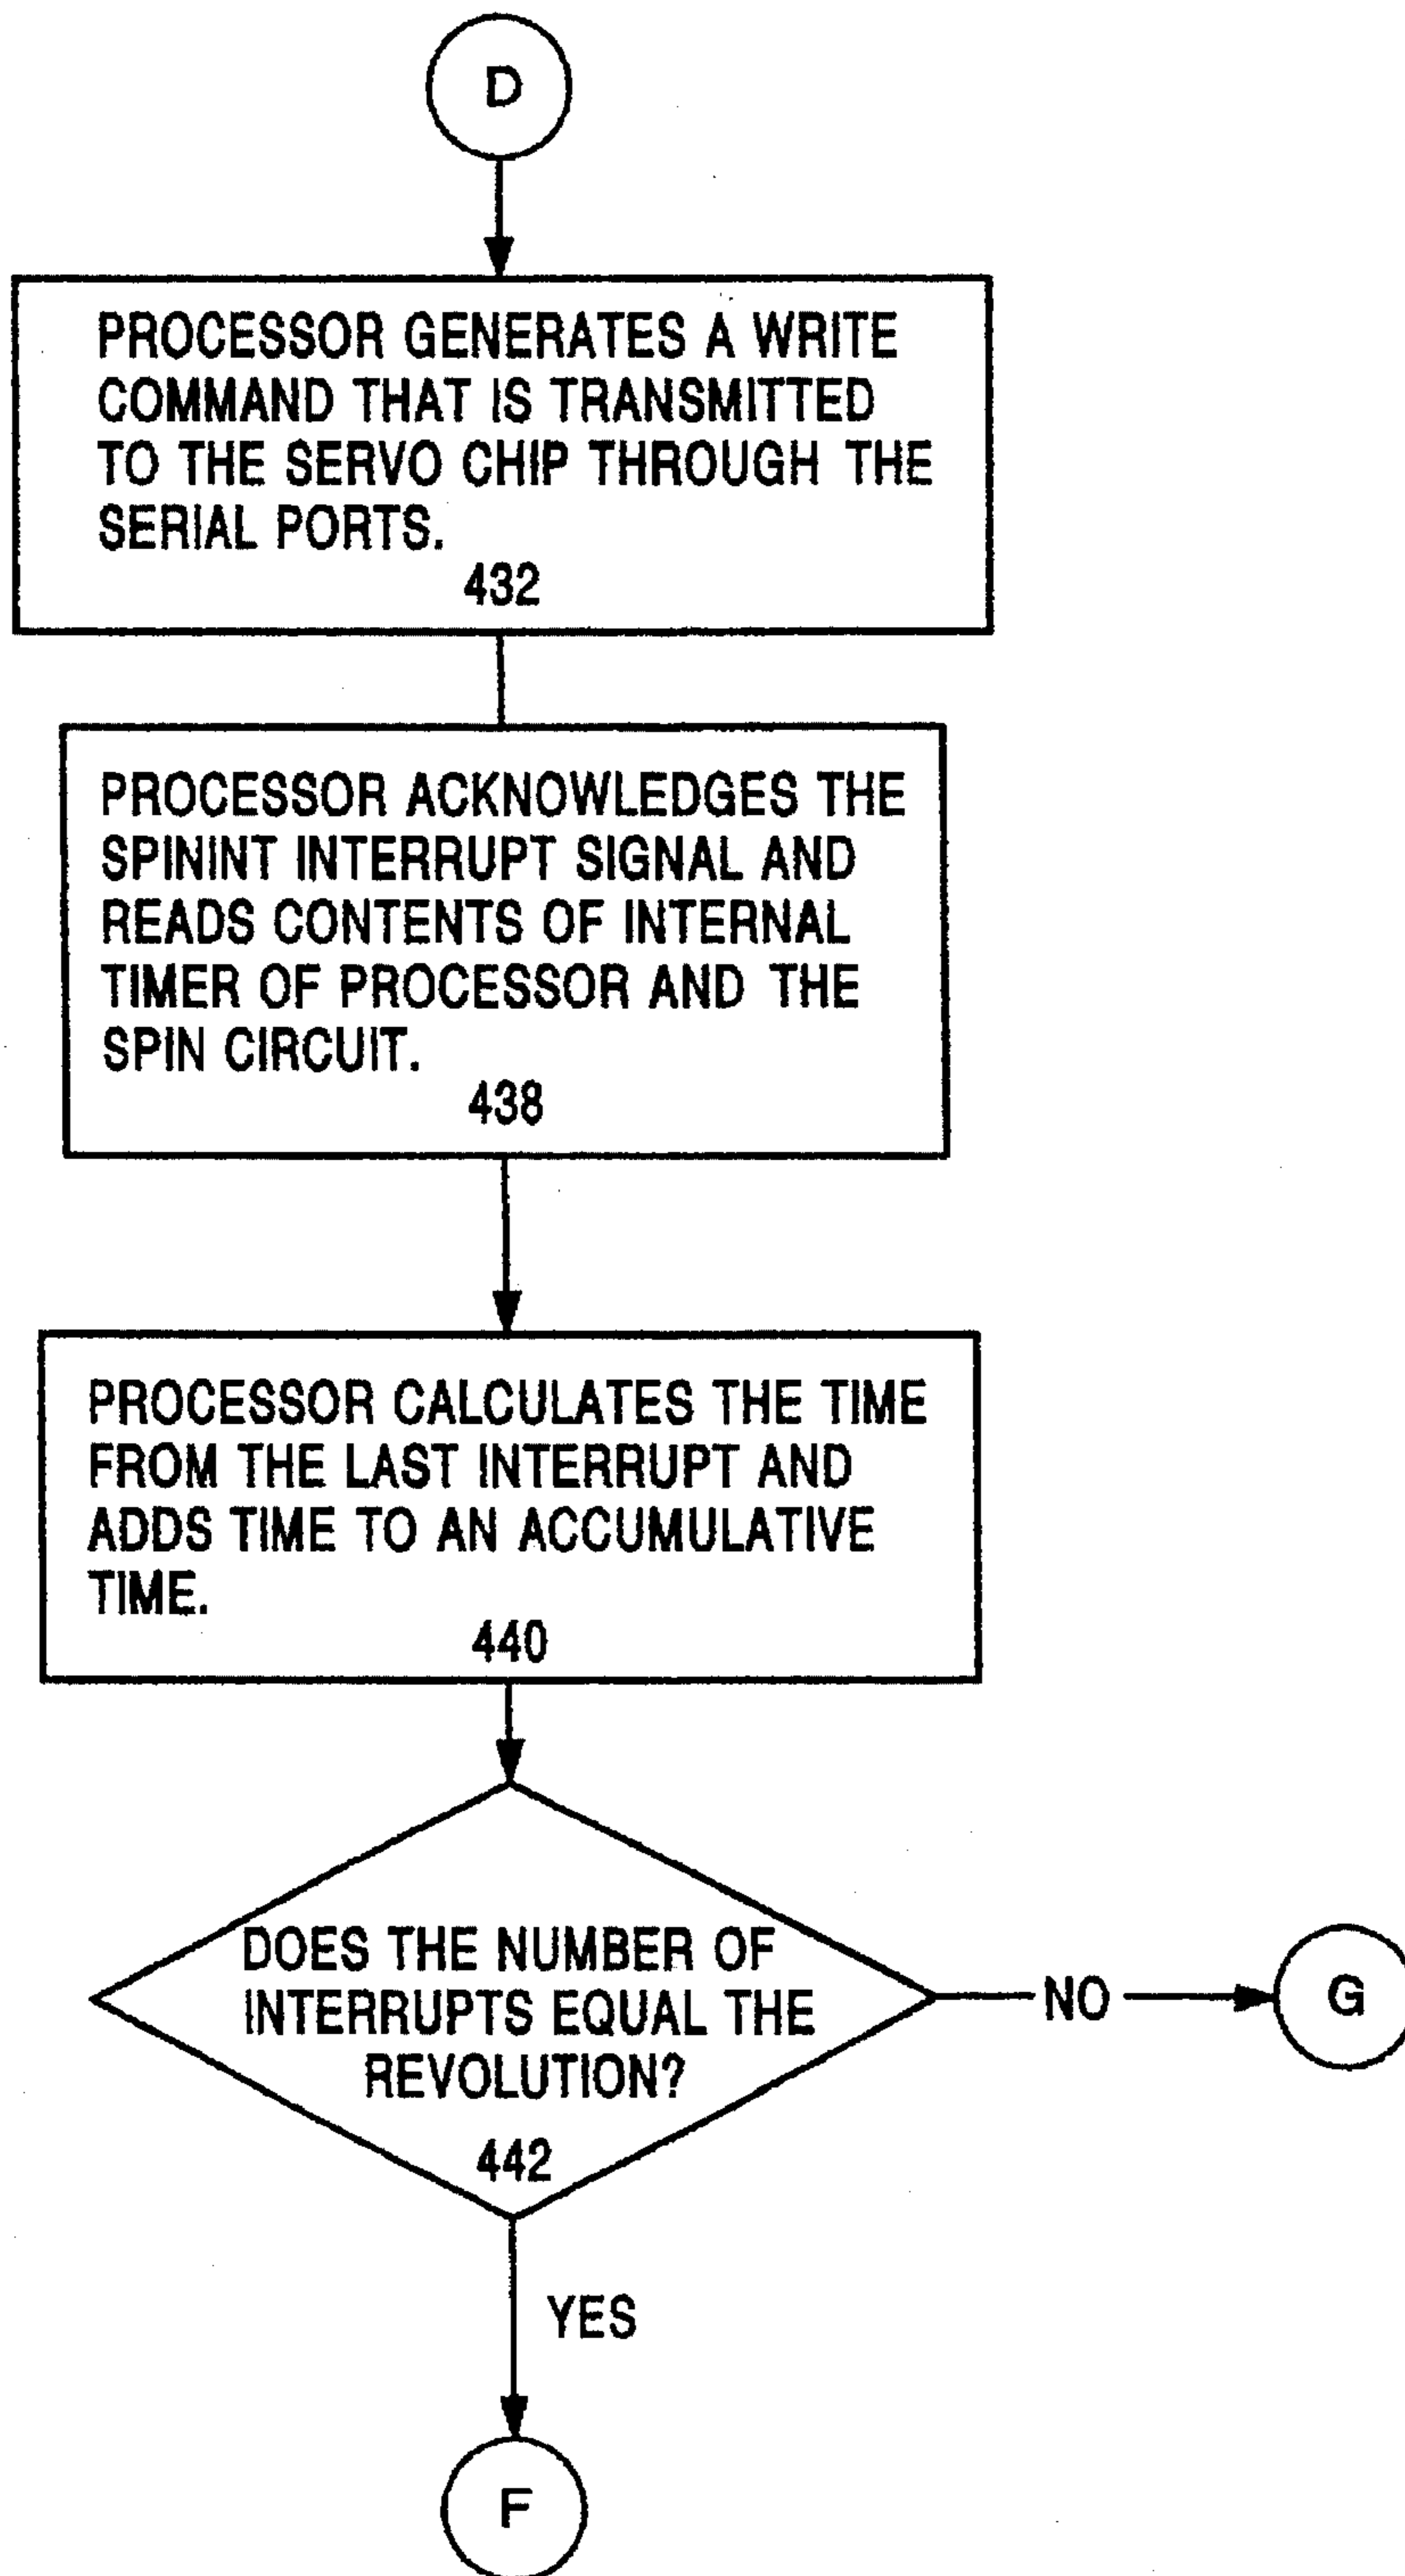 D
PROCESSOR GENERATES A WRITE
COMMAND THAT IS TRANSMITTED
TO THE SERVO CHIP THROUGH THE
SERIAL PORTS.
432
PROCESSOR ACKNOWLEDGES THE
SPININT INTERRUPT SIGNAL AND
READS CONTENTS OF INTERNAL
TIMER OF PROCESSOR AND THE
SPIN CIRCUIT.
438
PROCESSOR CALCULATES THE TIME
FROM THE LAST INTERRUPT AND
ADDS TIME TO AN ACCUMULATIVE
TIME.
440
DOES THE NUMBER OF
INTERRUPTS EQUAL THE
REVOLUTION?
442
NO
G
YES
F